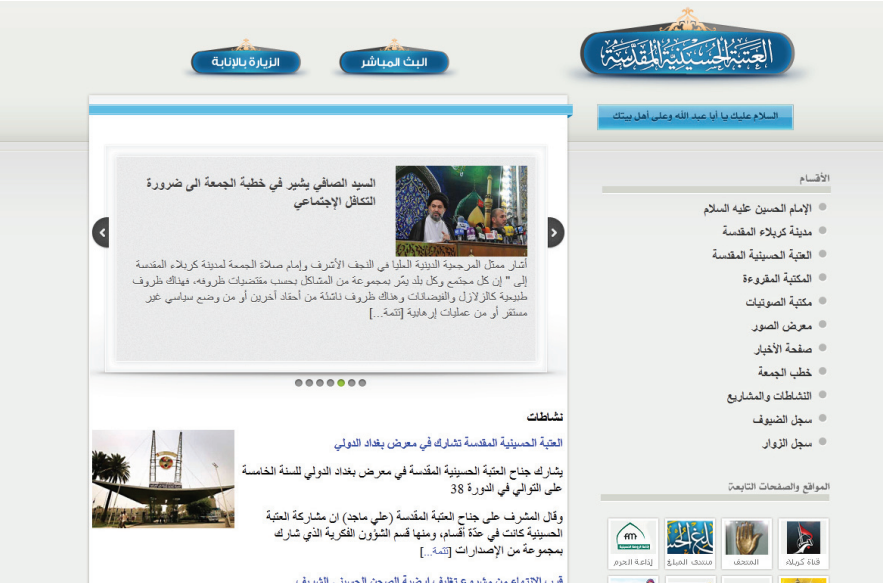 العتبة الحسينية المقدسة
البث المباشر
الزيارة بالإنابة
السلام عليك يا أبا عبد الله وعلى أهل بيتك
الأقسام
الإمام الحسين عليه السلام
مدينة كربلاء المقدسة
العتبة الحسينية المقدسة
المكتبة المقروءة
مكتبة الصوتيات
معرض الصور
صفحة الأخبار
خطب الجمعة
النشاطات والمشاريع
سجل الضيوف
سجل الزوار
المواقع والصفحات التابعة
قناة كربلاء
المتحف
منتدى المبلغ
إذاعة الحرم
السيد الصافي يشير في خطبة الجمعة الى ضرورة
التكافل الإجتماعي
أشار ممثل المرجعية الدينية العليا في النجف الأشرف وإمام صلاة الجمعة لمدينة كربلاء المقدسة
إلى " إن كل مجتمع وكل بلد يمّر بمجموعة من المشاكل بحسب مقتضيات ظروفه، فهناك ظروف
طبيعية كالزلازل والفيضانات وهناك ظروف ناشئة من أحقاد آخرين أو من وضع سياسي غير
مستقر أو من عمليات إرهابية [تتمة...]
نشاطات
العتبة الحسينية المقدسة تشارك في معرض بغداد الدولي
يشارك جناح العتبة الحسينية المقدسة في معرض بغداد الدولي للسنة الخامسة
على التوالي في الدورة 38
وقال المشرف على جناح العتبة المقدسة (علي ماجد) ان مشاركة العتبة
الحسينية كانت في عدّة أقسام، ومنها قسم الشؤون الفكرية الذي شارك
بمجموعة من الإصدارات [تتمة...]